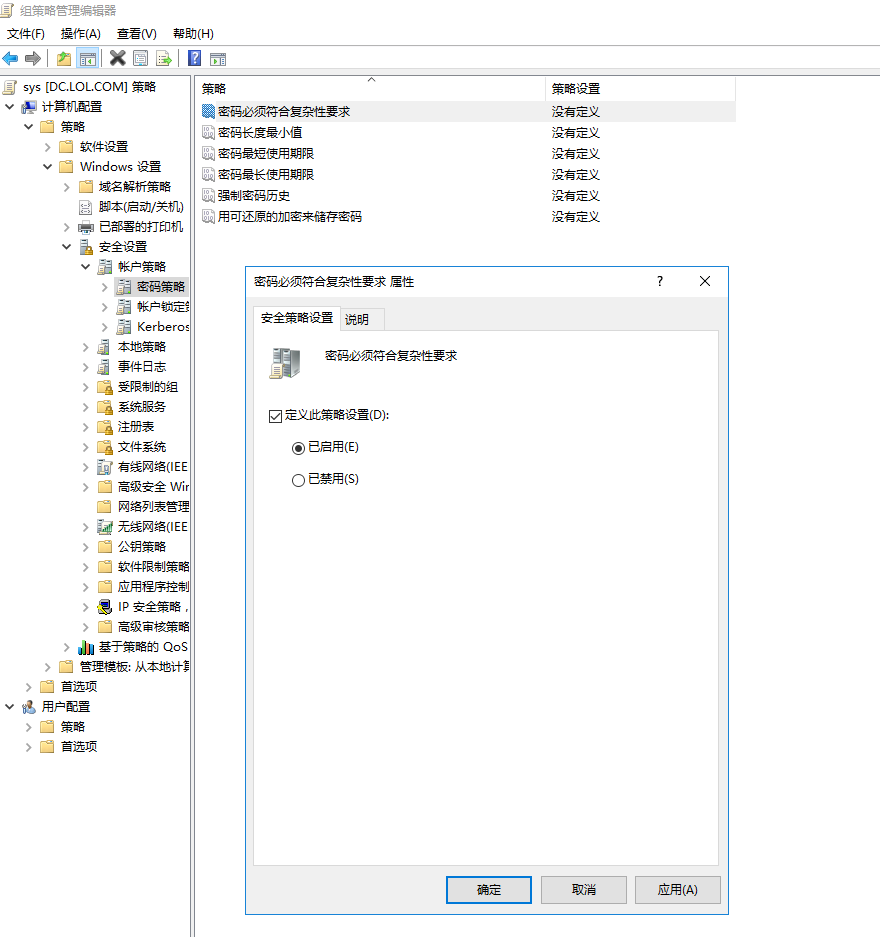 组策略管理编辑器
文件(F) 操作(A) 查看(V) 帮助(H)
sys [DC.LOL.COM] 策略
计算机配置
策略
软件设置
Windows 设置
域名解析策略
脚本(启动/关机)
已部署的打印机
安全设置
帐户策略
密码策略
帐户锁定策
Kerberos
本地策略
事件日志
受限制的组
系统服务
注册表
文件系统
有线网络(IEE
高级安全 Wir
网络列表管理
无线网络(IEE
公钥策略
软件限制策略
应用程序控制
IP 安全策略，
高级审核策略
基于策略的 QoS
管理模板: 从本地计算
首选项
用户配置
策略
首选项
策略 策略设置
密码必须符合复杂性要求 没有定义
密码长度最小值 没有定义
密码最短使用期限 没有定义
密码最长使用期限 没有定义
强制密码历史 没有定义
用可还原的加密来储存密码 没有定义
密码必须符合复杂性要求 属性 ?
安全策略设置 说明
密码必须符合复杂性要求
定义此策略设置(D):
已启用(E)
已禁用(S)
确定 取消 应用(A)